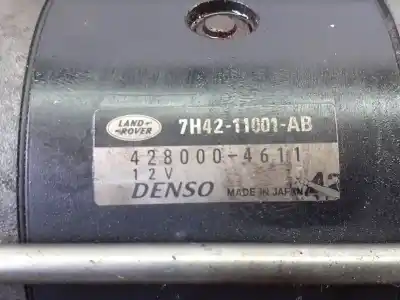 LAND-
ROVER
7H42-11001-AB
428000-4611
12V
DENSO MADE IN JAPAN